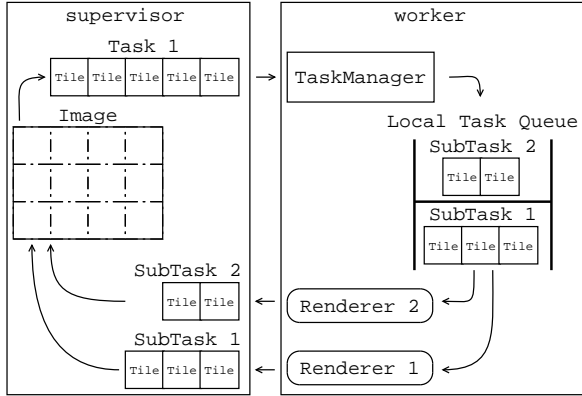 supervisor
worker
Task 1
Tile Tile Tile Tile Tile
TaskManager
Image
Local Task Queue
SubTask 2
Tile Tile
SubTask 1
Tile Tile Tile
SubTask 2
Tile Tile
Renderer 2
SubTask 1
Tile Tile Tile
Renderer 1